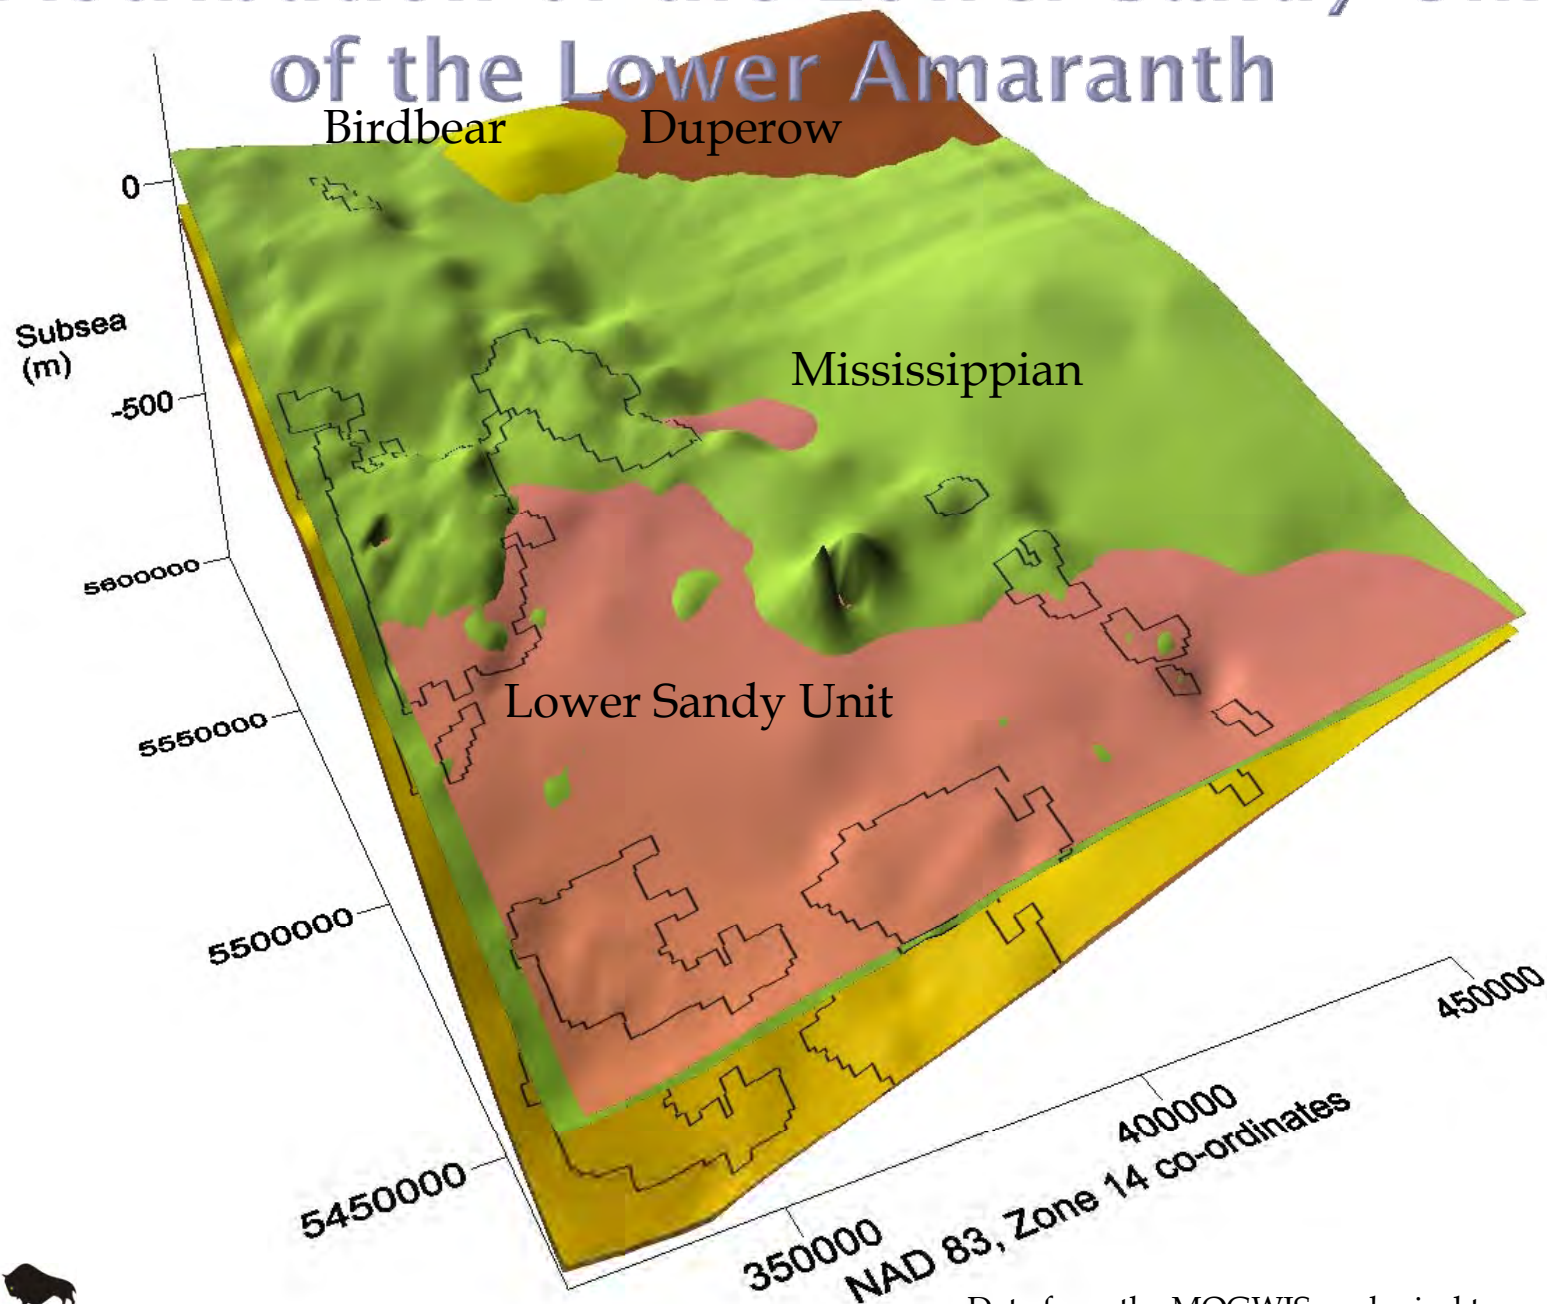 of the Lower Amaranth
Birdbear
Duperow
0
Subsea
(m)
-500
Mississippian
5600000
5550000
Lower Sandy Unit
5500000
450000
400000
5450000
350000
NAD 83, Zone 14 co-ordinates